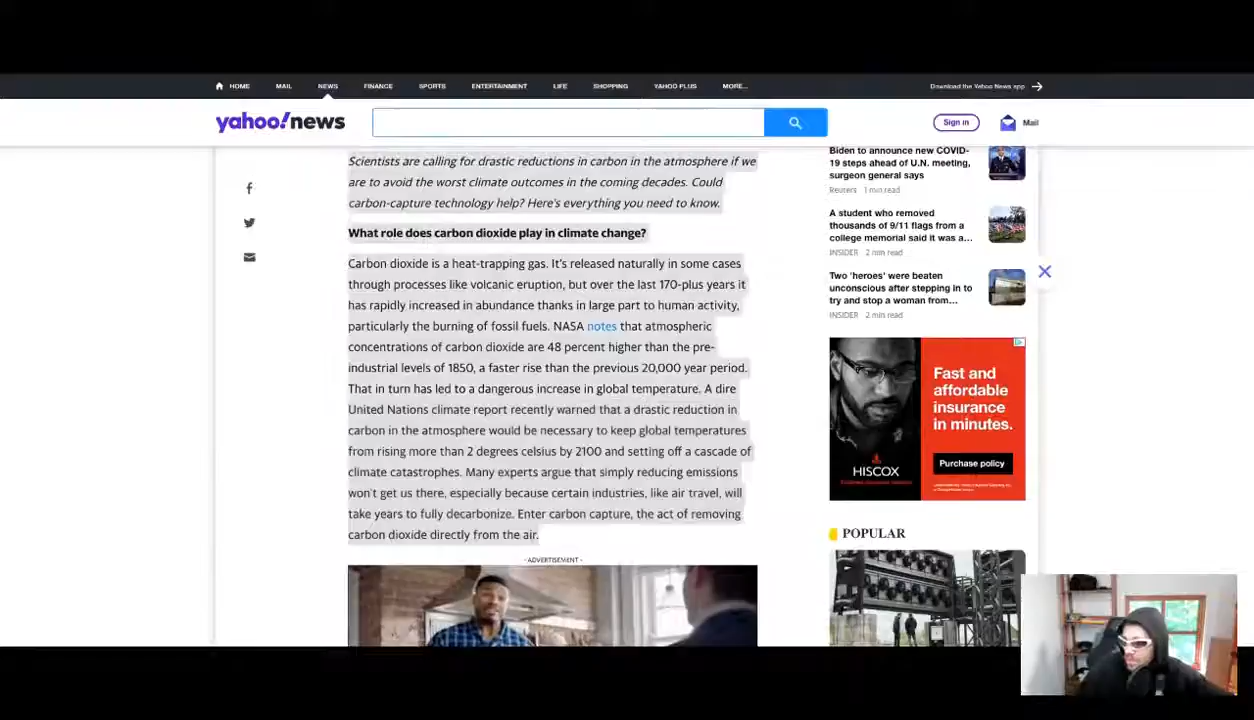 HOME MAIL NEWS FINANCE SPORTS ENTERTAINMENT LIFE SHOPPING YAHOO PLUS MORE... Download the Yahoo News app
yahoo!news
Sign in
Mail
Scientists are calling for drastic reductions in carbon in the atmosphere if we
are to avoid the worst climate outcomes in the coming decades. Could
carbon-capture technology help? Here's everything you need to know.
What role does carbon dioxide play in climate change?
Carbon dioxide is a heat-trapping gas. It's released naturally in some cases
through processes like volcanic eruption, but over the last 170-plus years it
has rapidly increased in abundance thanks in large part to human activity,
particularly the burning of fossil fuels. NASA notes that atmospheric
concentrations of carbon dioxide are 48 percent higher than the pre-
industrial levels of 1850, a faster rise than the previous 20,000 year period.
That in turn has led to a dangerous increase in global temperature. A dire
United Nations climate report recently warned that a drastic reduction in
carbon in the atmosphere would be necessary to keep global temperatures
from rising more than 2 degrees celsius by 2100 and setting off a cascade of
climate catastrophes. Many experts argue that simply reducing emissions
won't get us there, especially because certain industries, like air travel, will
take years to fully decarbonize. Enter carbon capture, the act of removing
carbon dioxide directly from the air.
- ADVERTISEMENT -
Biden to announce new COVID-
19 steps ahead of U.N. meeting,
surgeon general says
Reuters 1 min read
A student who removed
thousands of 9/11 flags from a
college memorial said it was a...
INSIDER 2 min read
Two 'heroes' were beaten
unconscious after stepping in to
try and stop a woman from...
INSIDER 2 min read
Fast and
affordable
insurance
in minutes.
HISCOX
Purchase policy
POPULAR